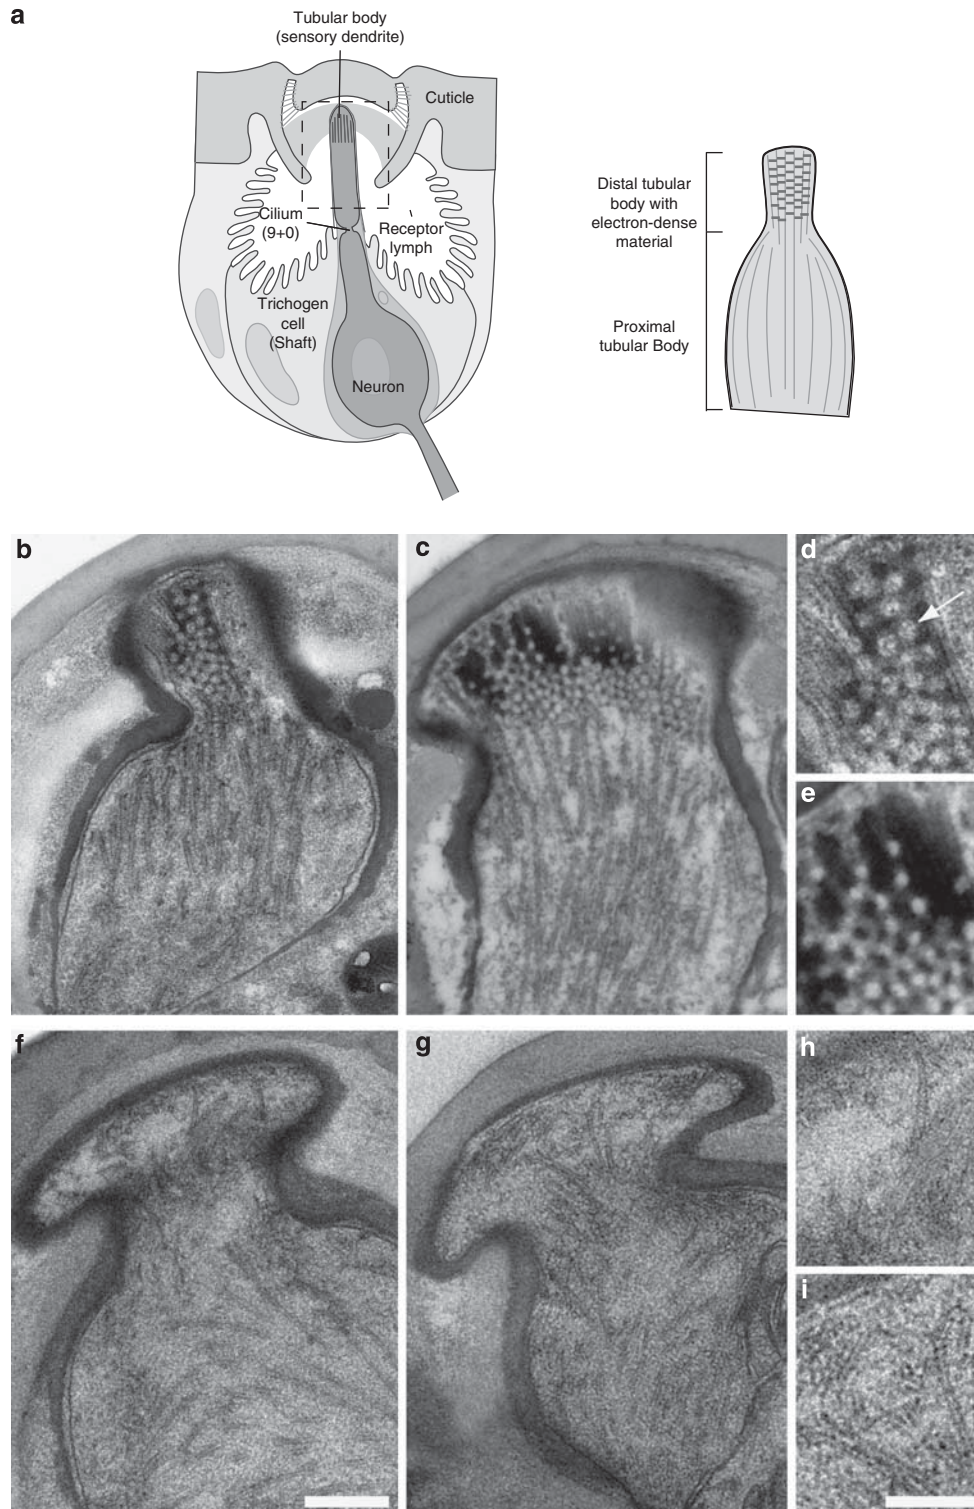 a
Tubular body
(sensory dendrite)
Cuticle
Cilium
(9+0)
Receptor
lymph
Trichogen
cell
(Shaft)
Neuron
Distal tubular
body with
electron-dense
material
Proximal
tubular Body
b
c
d
e
f
g
h
i